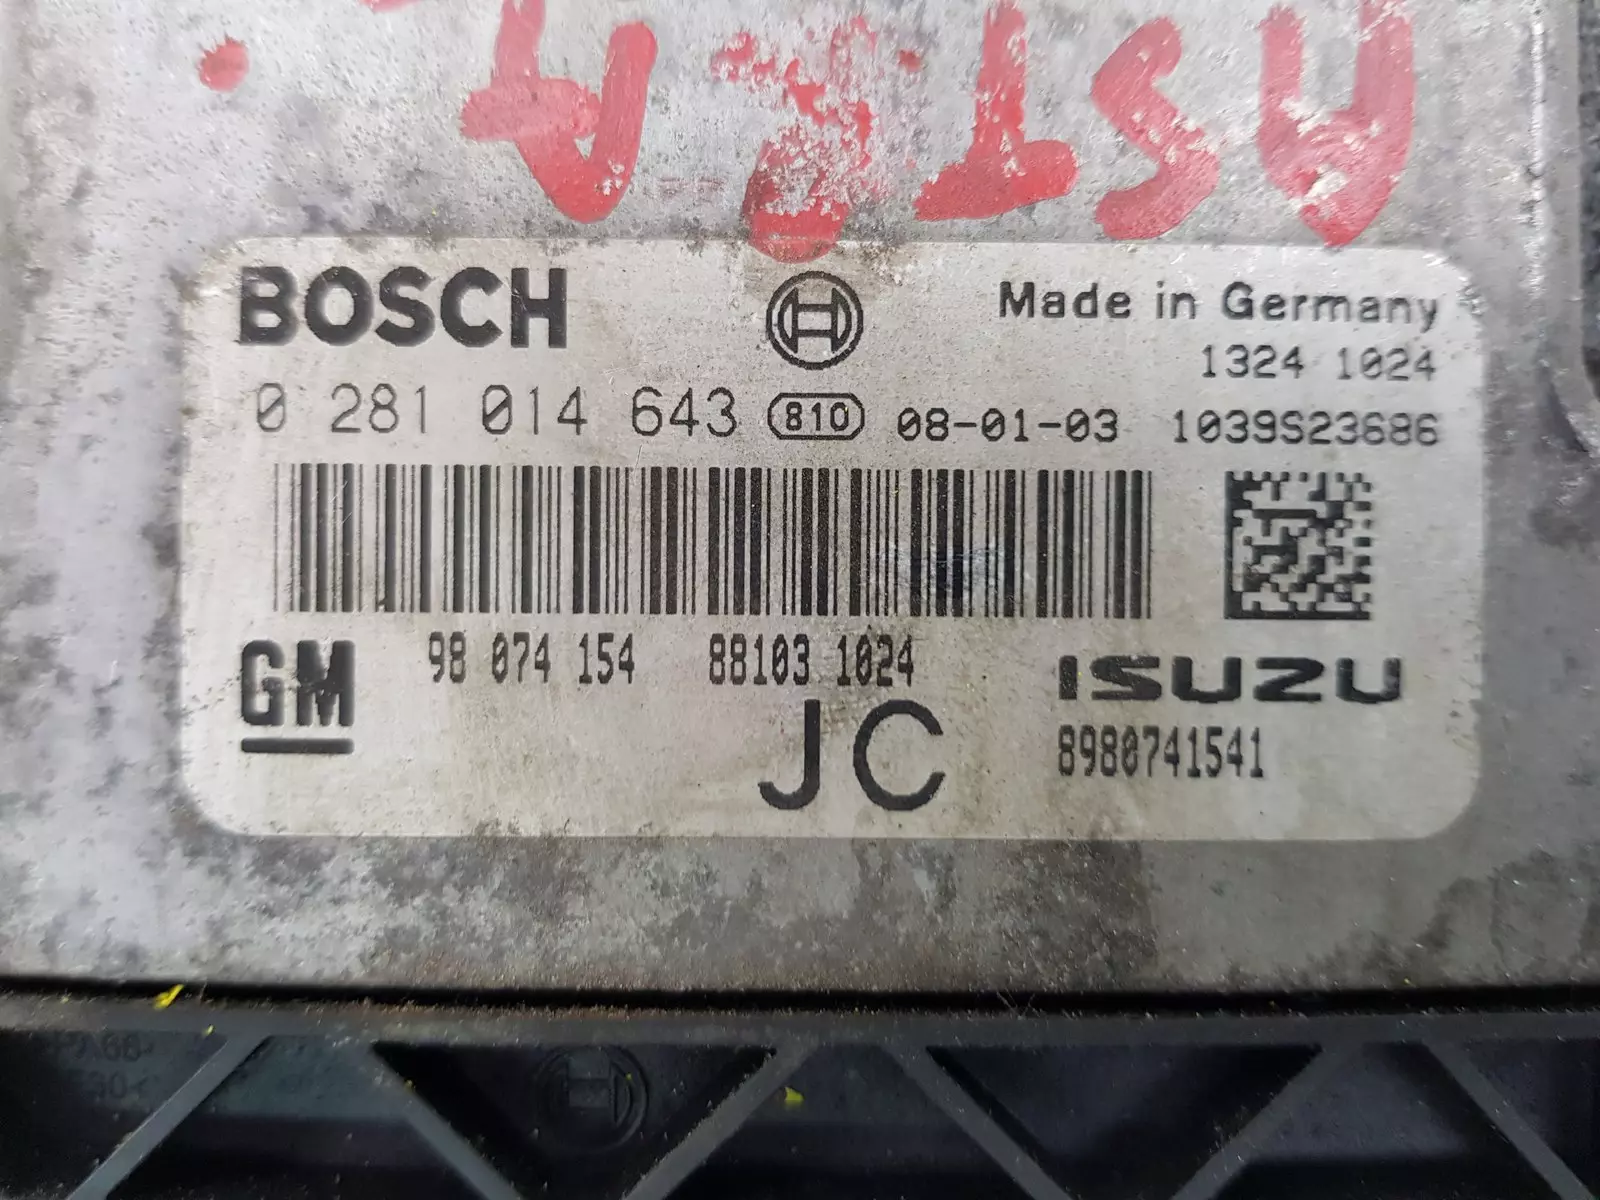 ASTRA
BOSCH
Made in Germany
1324 1024
0 281 014 643 810 08-01-03 1039S23686
GM 98 074 154 88103 1024 ISUZU
JC 8980741541